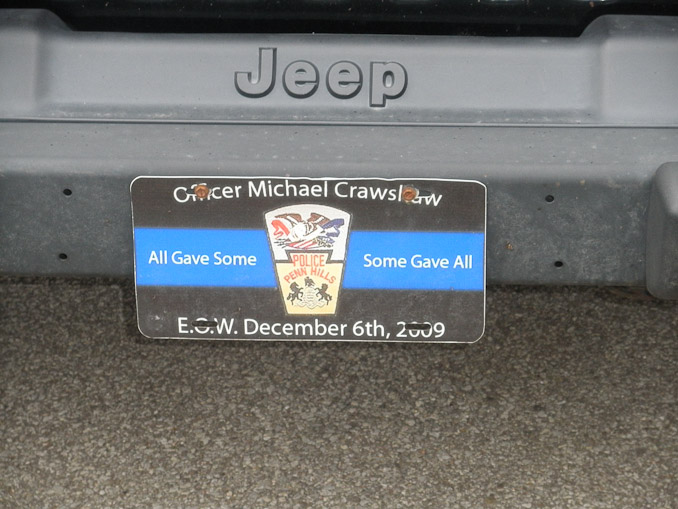 Jeep
Officer Michael Crawshaw
All Gave Some
POLICE
PENN HILLS
Some Gave All
E.O.W. December 6th, 2009